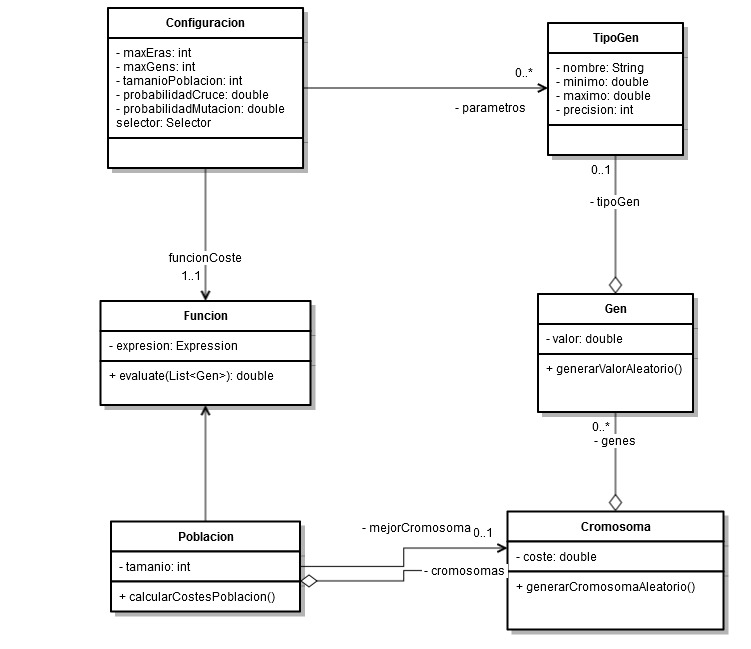 Configuracion
- maxEras: int
- maxGens: int
- tamanioPoblacion: int
- probabilidadCruce: double
- probabilidadMutacion: double
selector: Selector
TipoGen
- nombre: String
- minimo: double
- maximo: double
- precision: int
0..*
- parametros
0..1
- tipoGen
funcionCoste
1..1
Funcion
- expresion: Expression
+ evaluate(List<Gen>): double
Gen
- valor: double
+ generarValorAleatorio()
0..*
- genes
Poblacion
- tamanio: int
+ calcularCostesPoblacion()
- mejorCromosoma
0..1
- cromosomas
Cromosoma
- coste: double
+ generarCromosomaAleatorio()